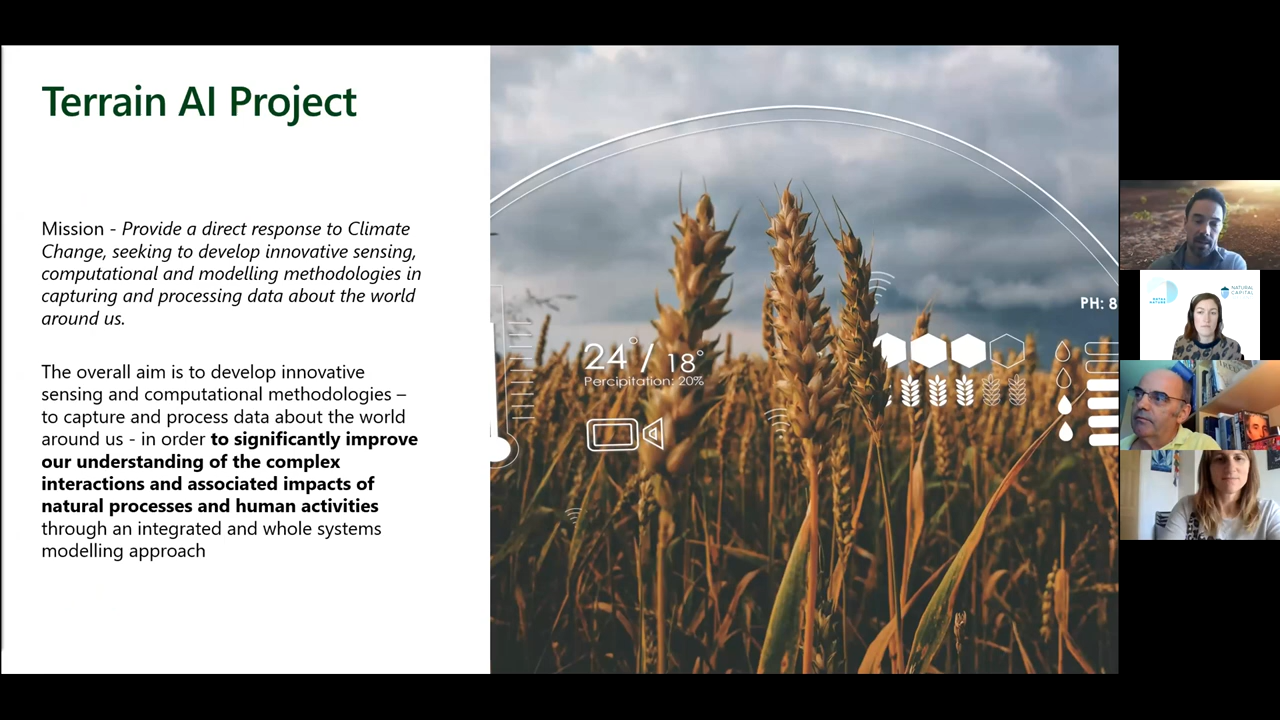 Terrain AI Project
Mission - Provide a direct response to Climate
Change, seeking to develop innovative sensing,
computational and modelling methodologies in
capturing and processing data about the world
around us.
The overall aim is to develop innovative
sensing and computational methodologies –
to capture and process data about the world
around us - in order to significantly improve
our understanding of the complex
interactions and associated impacts of
natural processes and human activities
through an integrated and whole systems
modelling approach
24°/ 18°
Percipitation: 20%
PH: 8
NATURAL
CAPITAL